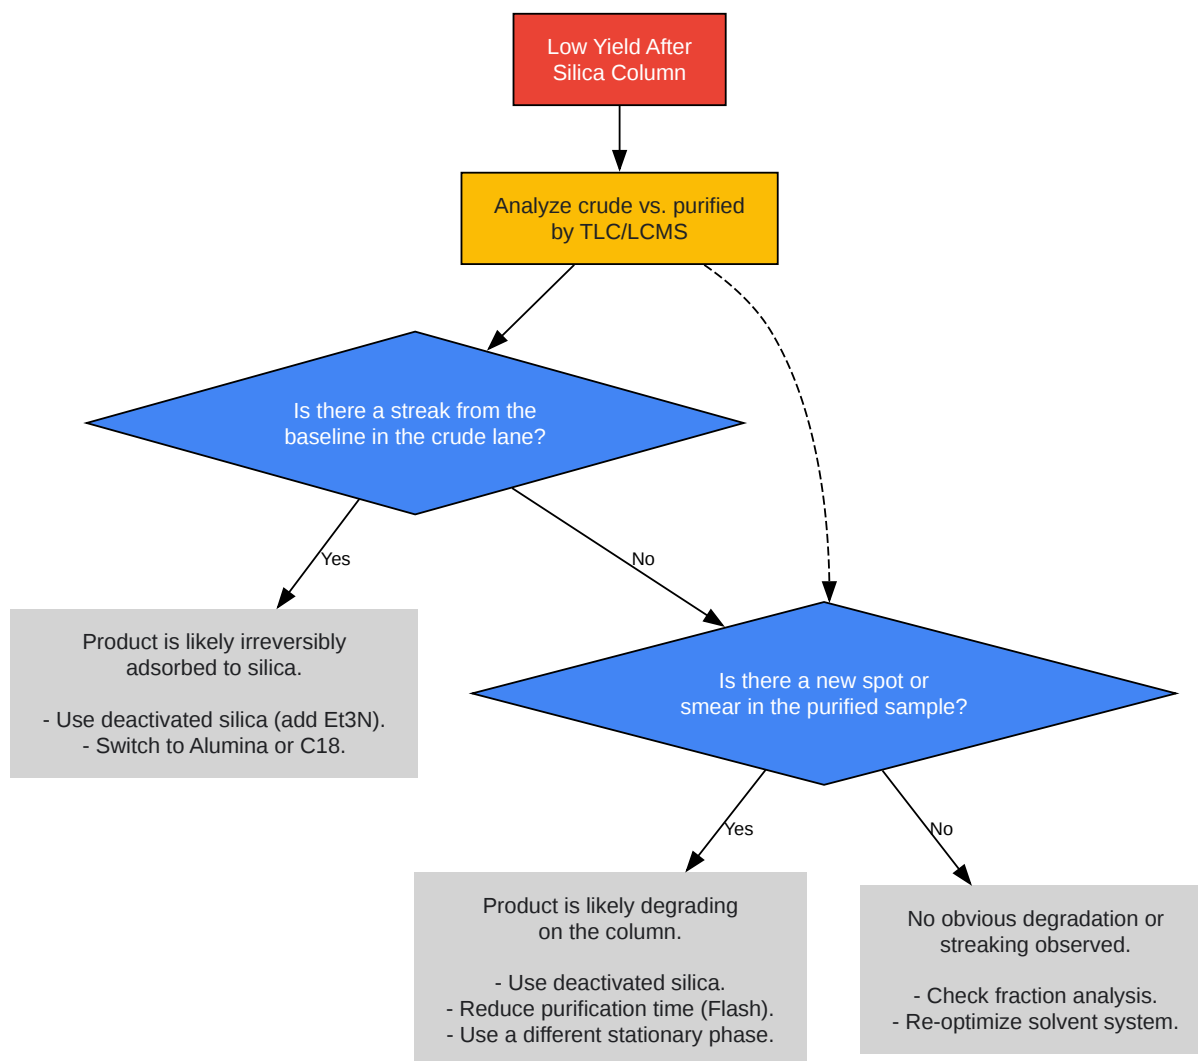 Low Yield After
Silica Column
Analyze crude vs. purified
by TLC/LCMS
Is there a streak from the
baseline in the crude lane?
Yes
No
Product is likely irreversibly
adsorbed to silica.
- Use deactivated silica (add Et3N).
- Switch to Alumina or C18.
Is there a new spot or
smear in the purified sample?
Yes
No
Product is likely degrading
on the column.
- Use deactivated silica.
- Reduce purification time (Flash).
- Use a different stationary phase.
No obvious degradation or
streaking observed.
- Check fraction analysis.
- Re-optimize solvent system.